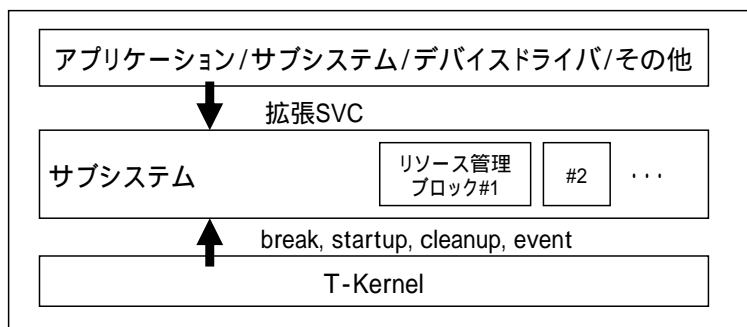 アプリケーション/サブシステム/デバイスドライバ/その他
拡張SVC
サブシステム
リソース管理
ブロック#1
#2
・・・
break, startup, cleanup, event
T-Kernel